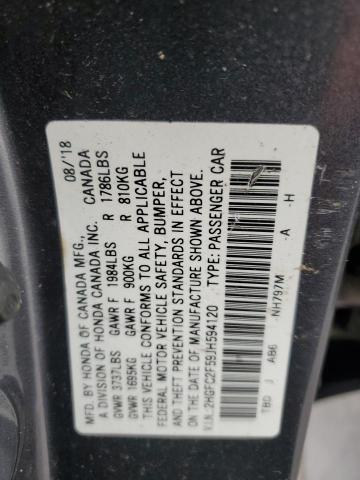 MFD. BY HONDA OF CANADA MFG., 08/'18
A DIVISION OF HONDA CANADA INC. CANADA
GVWR 3737LBS GAWR F 1984LBS R 1786LBS
GVWR 1695KG GAWR F 900KG R 810KG
THIS VEHICLE CONFORMS TO ALL APPLICABLE
FEDERAL MOTOR VEHICLE SAFETY, BUMPER,
AND THEFT PREVENTION STANDARDS IN EFFECT
ON THE DATE OF MANUFACTURE SHOWN ABOVE.
V.I.N. 2HGFC2F59JH594120 TYPE: PASSENGER CAR
TBD J AB6 NH797M -A -H